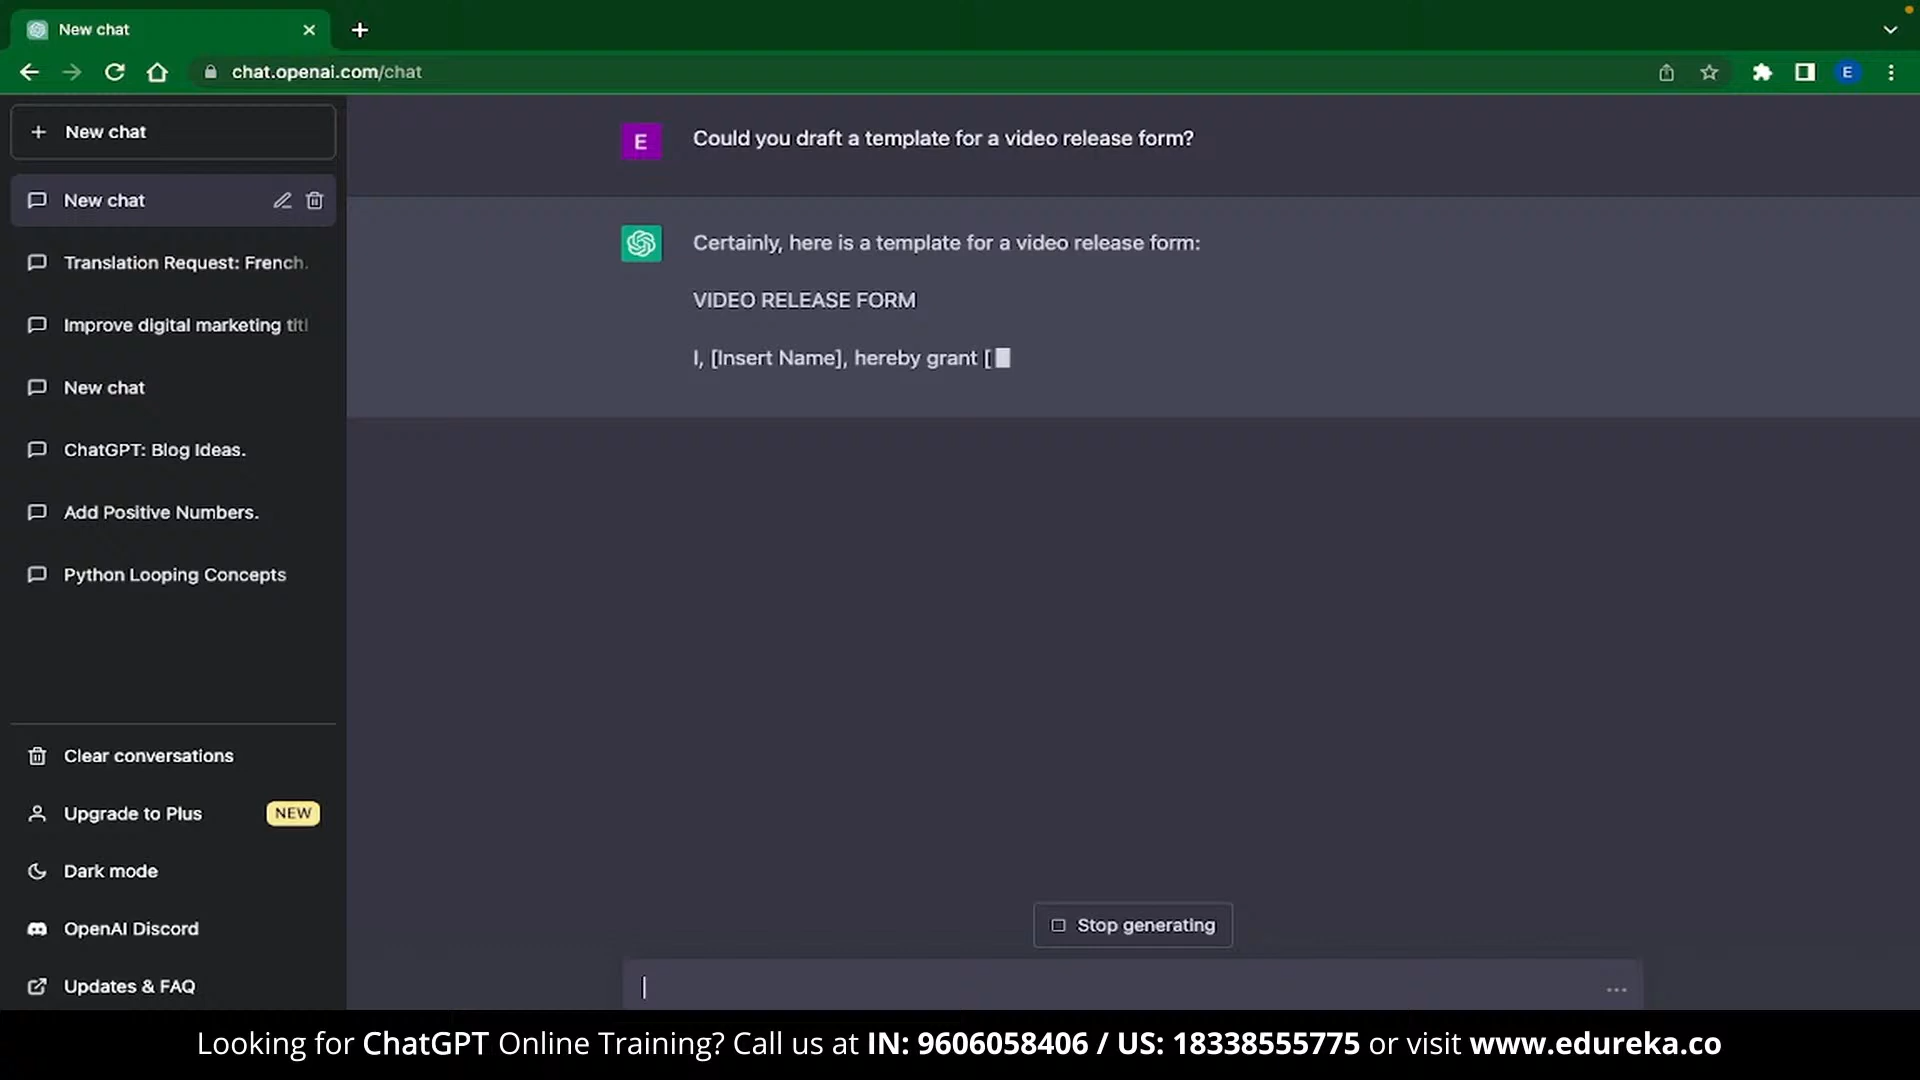 New chat
chat.openai.com/chat
E
New chat
New chat
Translation Request: French.
Improve digital marketing titl
New chat
ChatGPT: Blog Ideas.
Add Positive Numbers.
Python Looping Concepts
Clear conversations
Upgrade to Plus NEW
Dark mode
OpenAI Discord
Updates & FAQ
E Could you draft a template for a video release form?
Certainly, here is a template for a video release form:
VIDEO RELEASE FORM
I, [Insert Name], hereby grant [
Stop generating
Looking for ChatGPT Online Training? Call us at IN: 9606058406 / US: 18338555775 or visit www.edureka.co